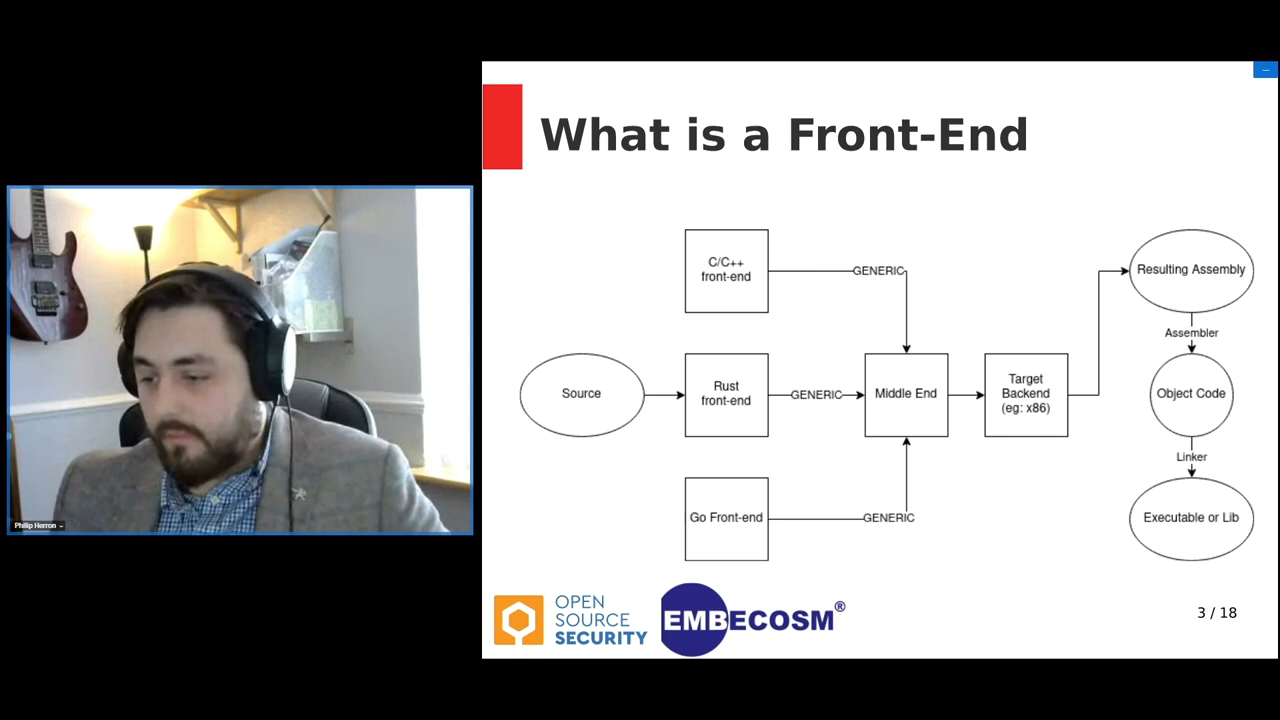 What is a Front-End
C/C++
front-end
GENERIC
Resulting Assembly
Assembler
Source
Rust
front-end
GENERIC
Middle End
Target
Backend
(eg: x86)
Object Code
Linker
Go Front-end
GENERIC
Executable or Lib
Philip Herron
OPEN
SOURCE
SECURITY
EMBECOSM®
3 / 18